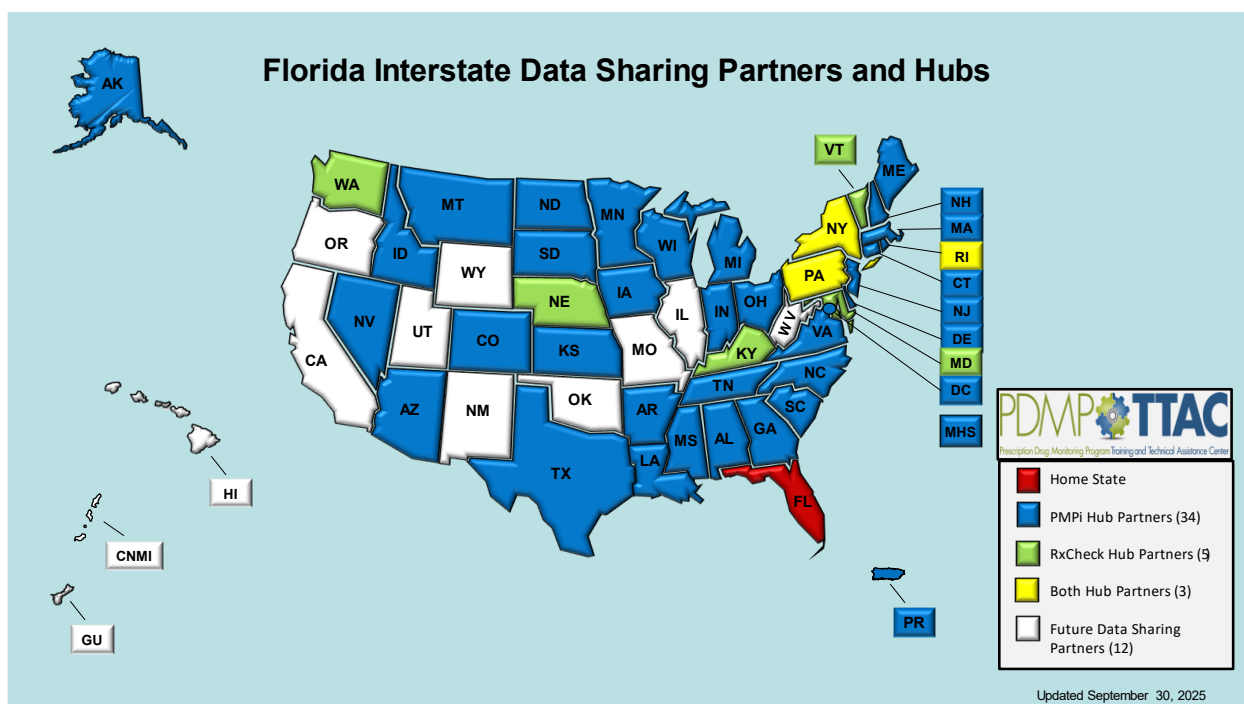 Florida Interstate Data Sharing Partners and Hubs
AK
VT
ME
WA
MT
ND
MN
NH
MA
OR
ID
SD
WI
NY
RI
WY
MI
PA
CT
IA
NE
NJ
NV
UT
CO
IL
IN
OH
WV
VA
DE
CA
KS
MO
KY
MD
DC
AZ
NM
OK
AR
TN
NC
SC
MHS
MS
AL
GA
LA
TX
FL
HI
CNMI
GU
PR
PDMP TTAC
Prescription Drug Monitoring Program Training and Technical Assistance Center
Home State
PMPi Hub Partners (34)
RxCheck Hub Partners (5)
Both Hub Partners (3)
Future Data Sharing
Partners (12)
Updated September 30, 2025